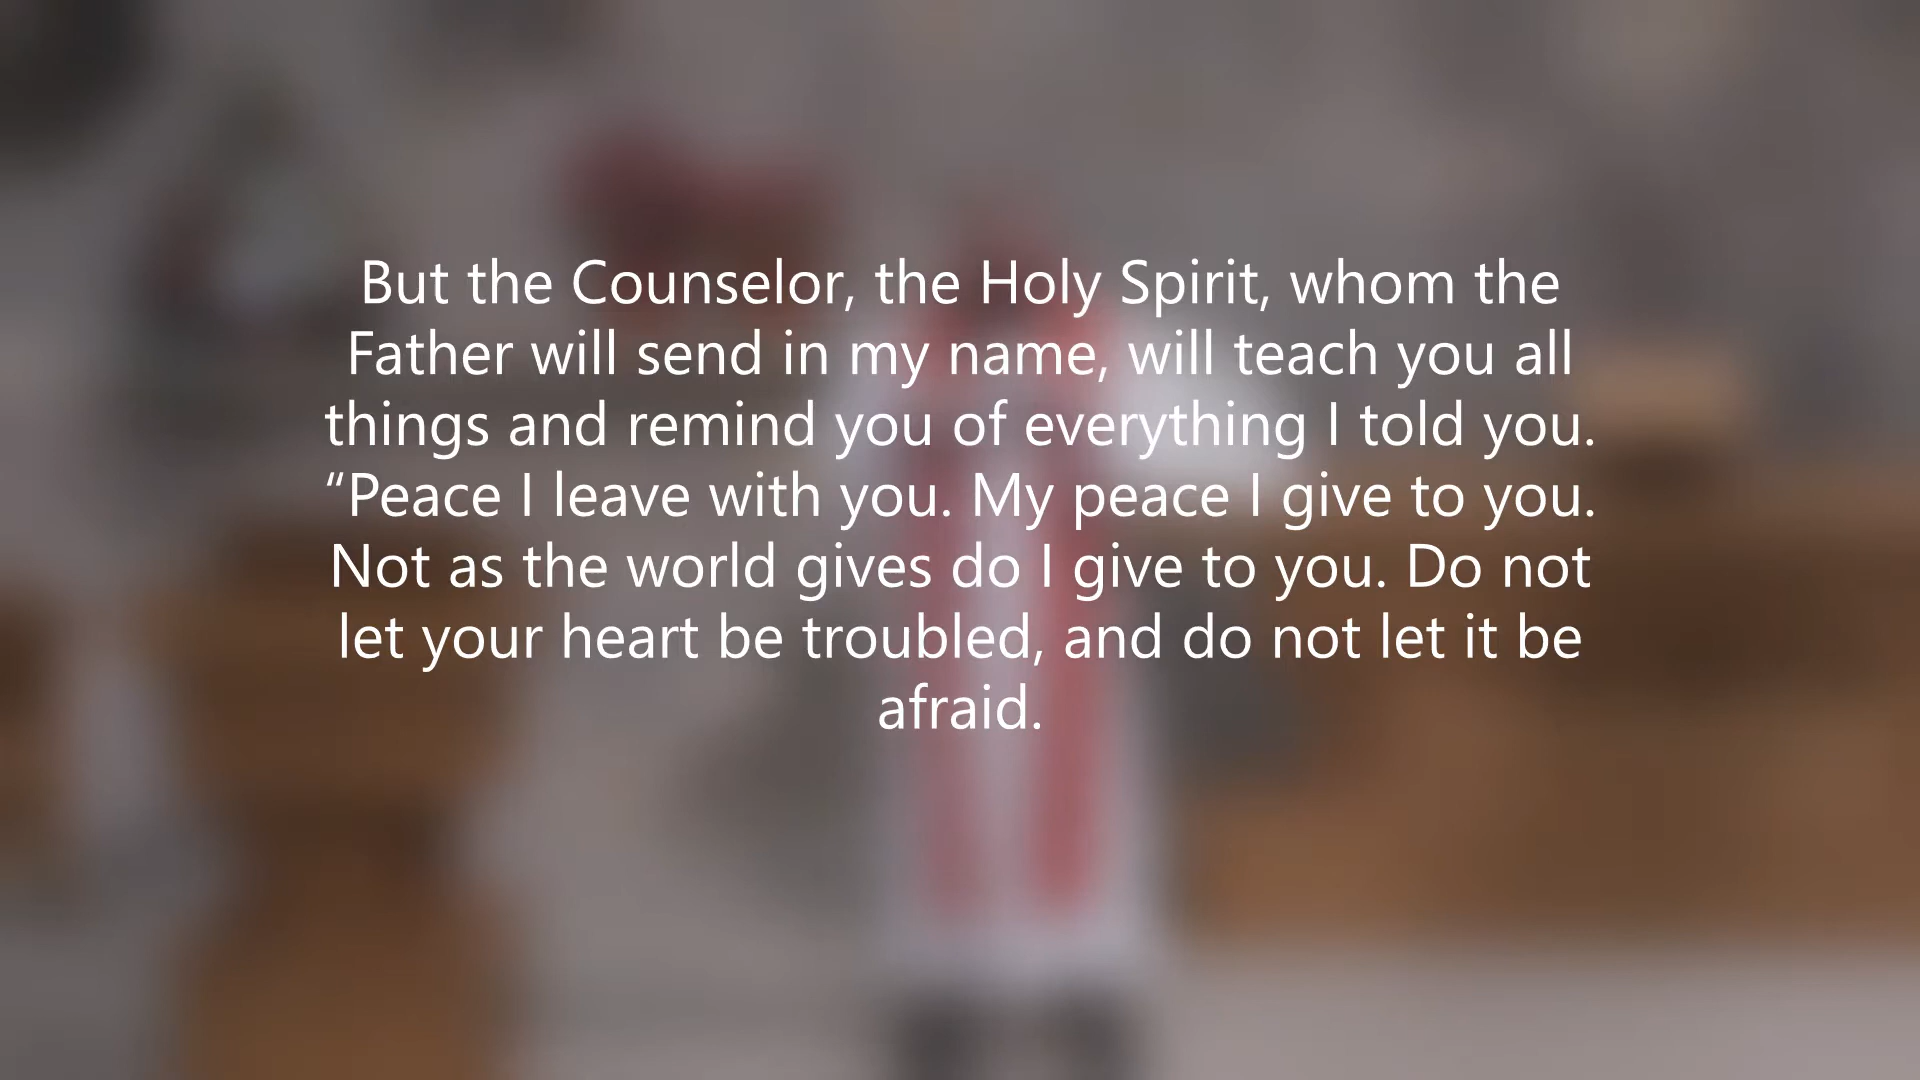 But the Counselor, the Holy Spirit, whom the
Father will send in my name, will teach you all
things and remind you of everything I told you.
“Peace I leave with you. My peace I give to you.
Not as the world gives do I give to you. Do not
let your heart be troubled, and do not let it be
afraid.